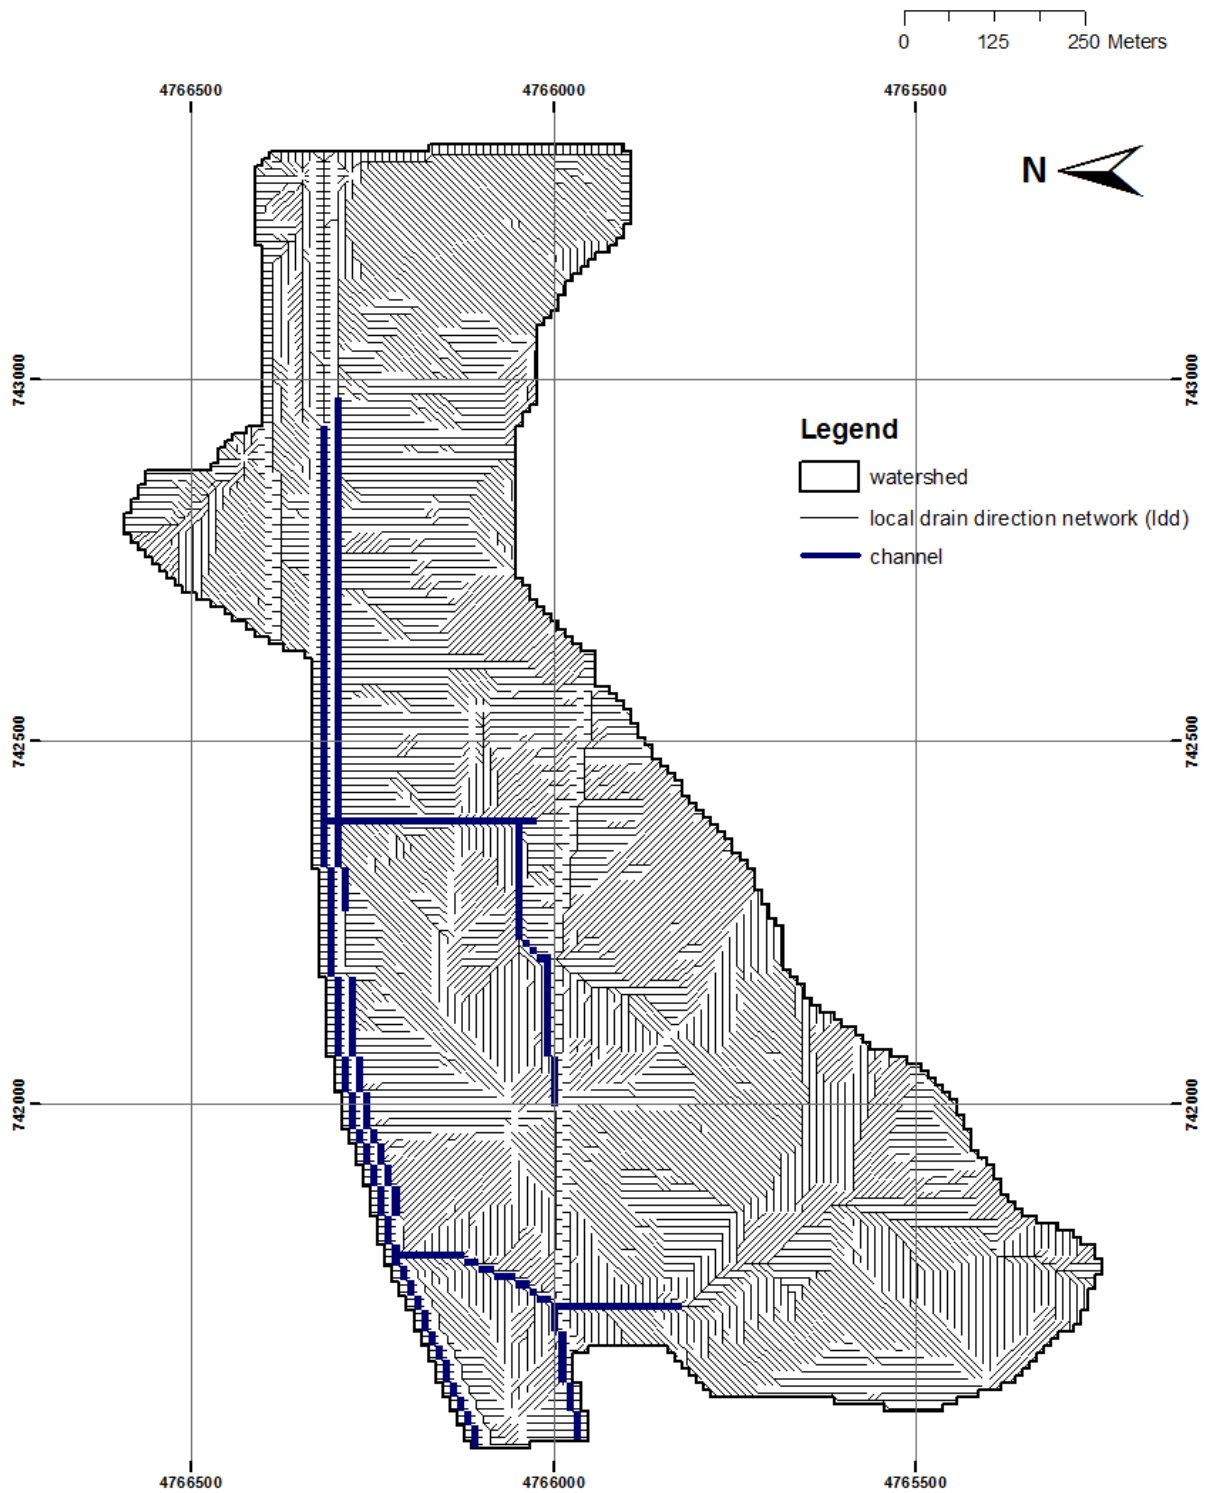 0 125 250 Meters
4766500 4766000 4765500
N
743000 743000
Legend
watershed
local drain direction network (ldd)
channel
742500 742500
742000 742000
4766500 4766000 4765500